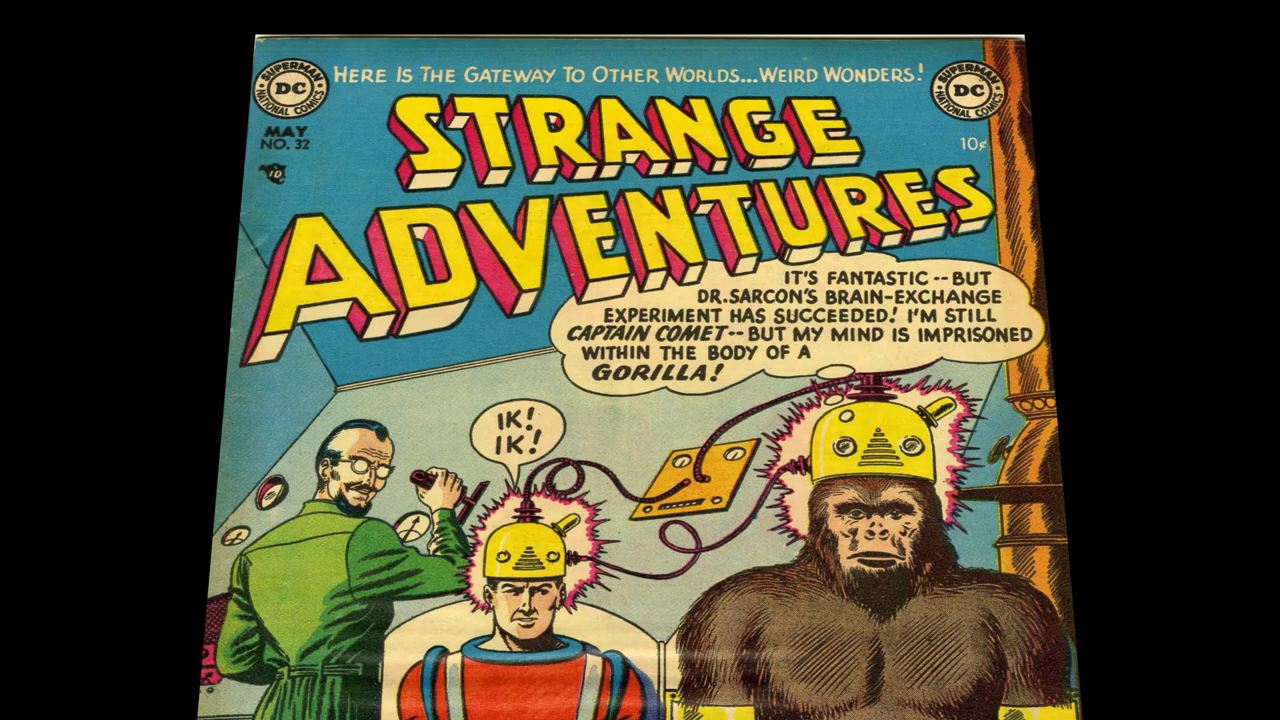 HERE IS THE GATEWAY TO OTHER WORLDS...WEIRD WONDERS!
SUPERMAN
DC
NATIONAL COMICS
SUPERMAN
DC
NATIONAL COMICS
MAY
NO. 32
10¢
STRANGE
ADVENTURES
IT'S FANTASTIC--BUT
DR. SARCON'S BRAIN-EXCHANGE
EXPERIMENT HAS SUCCEEDED! I'M STILL
CAPTAIN COMET--BUT MY MIND IS IMPRISONED
WITHIN THE BODY OF A
GORILLA!
IK!
IK!